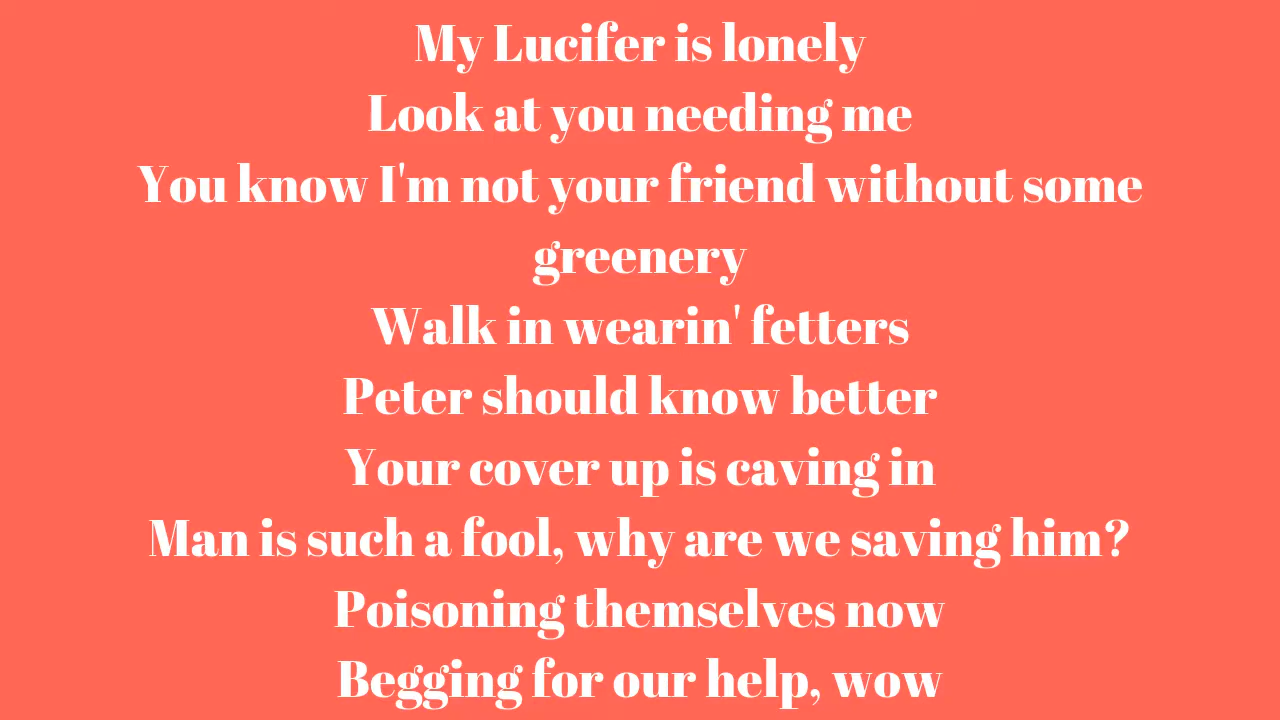 My Lucifer is lonely
Look at you needing me
You know I'm not your friend without some
greenery
Walk in wearin' fetters
Peter should know better
Your cover up is caving in
Man is such a fool, why are we saving him?
Poisoning themselves now
Begging for our help, wow